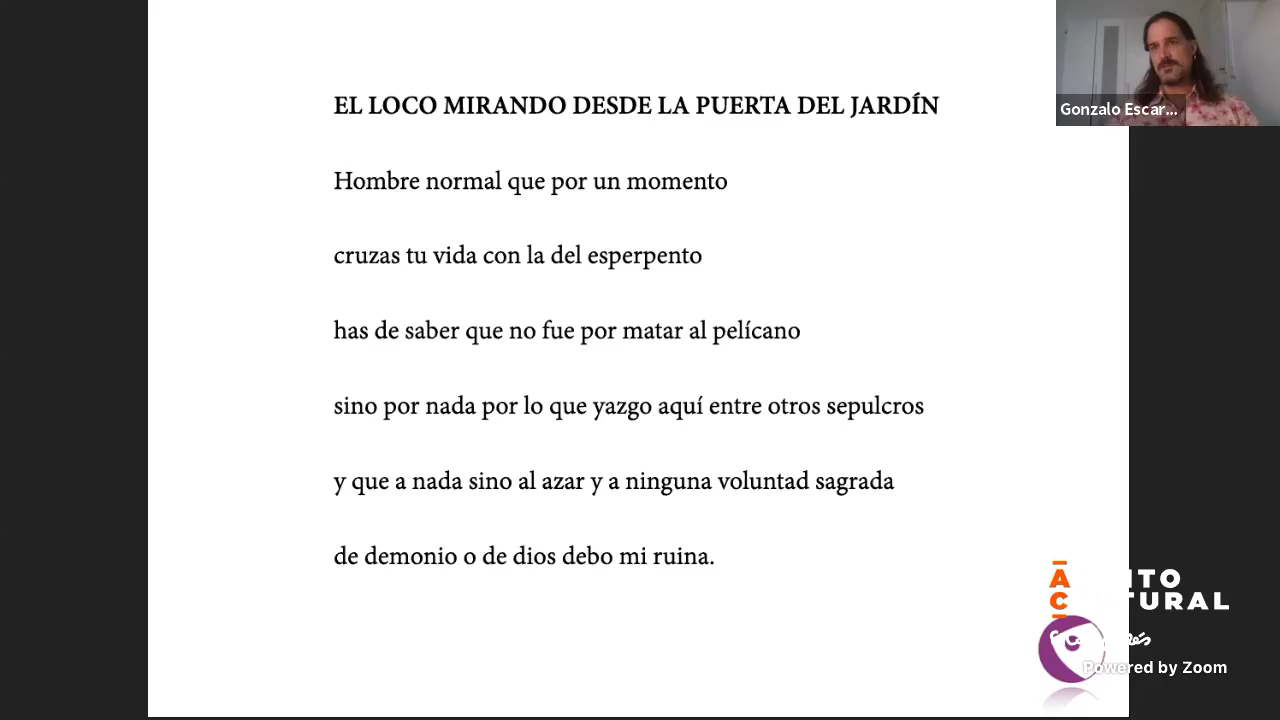 EL LOCO MIRANDO DESDE LA PUERTA DEL JARDÍN
Gonzalo Escar...
Hombre normal que por un momento
cruzas tu vida con la del esperpento
has de saber que no fue por matar al pelícano
sino por nada por lo que yazgo aquí entre otros sepulcros
y que a nada sino al azar y a ninguna voluntad sagrada
de demonio o de dios debo mi ruina.
Powered by Zoom